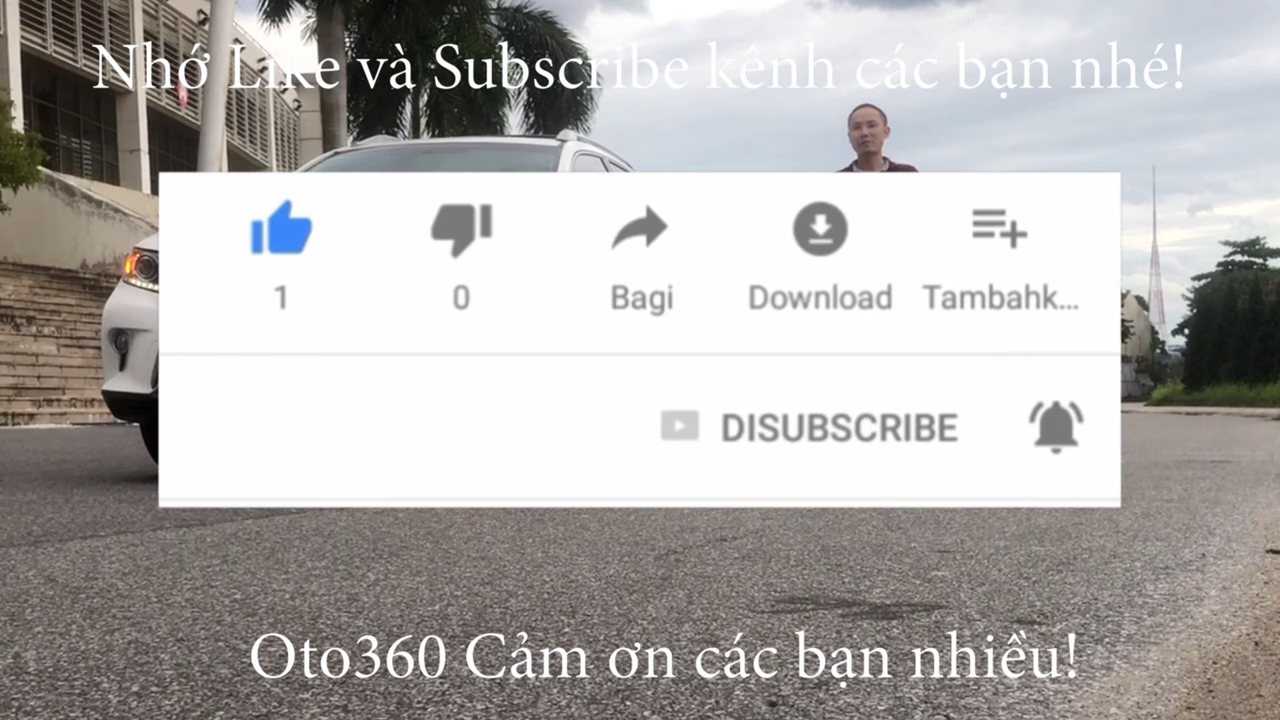 Nhớ Like và Subscribe kênh các bạn nhé!
1 0 Bagi Download Tambahk...
DISUBSCRIBE
Oto360 Cảm ơn các bạn nhiều!